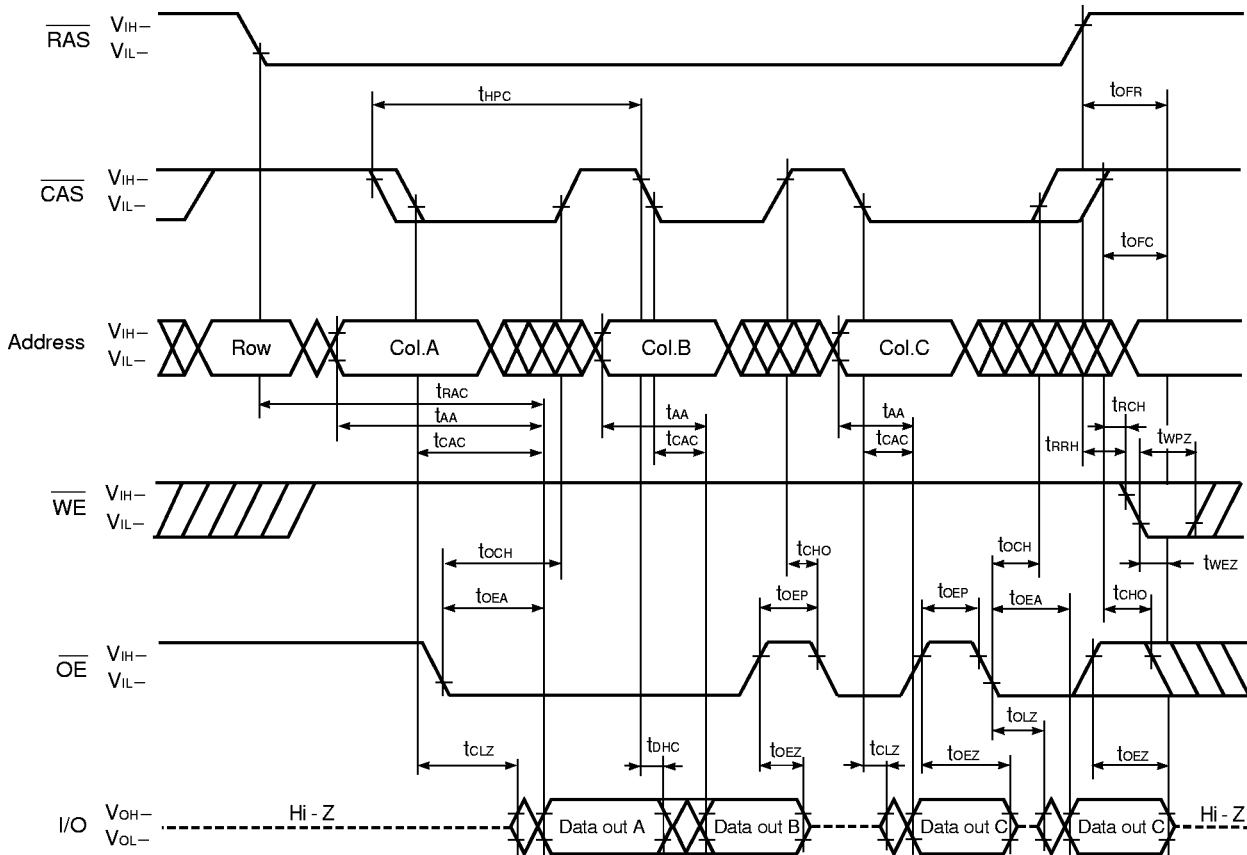 RAS
VIH–
VIL–
tHPC
tOFR
CAS
VIH–
VIL–
tOFC
Address
VIH–
VIL–
Row
Col.A
Col.B
Col.C
tRAC
tAA
tAA
tAA
tRCH
tCAC
tCAC
tCAC
tRRH
tWPZ
WE
VIH–
VIL–
tOCH
tCHO
tOCH
tWEZ
tOEA
tOEP
tOEP
tOEA
tCHO
OE
VIH–
VIL–
tOLZ
tCLZ
tDHC
tOEZ
tCLZ
tOEZ
tOEZ
I/O
VOH–
VOL–
Hi - Z
Data out A
Data out B
Data out C
Data out C
Hi - Z